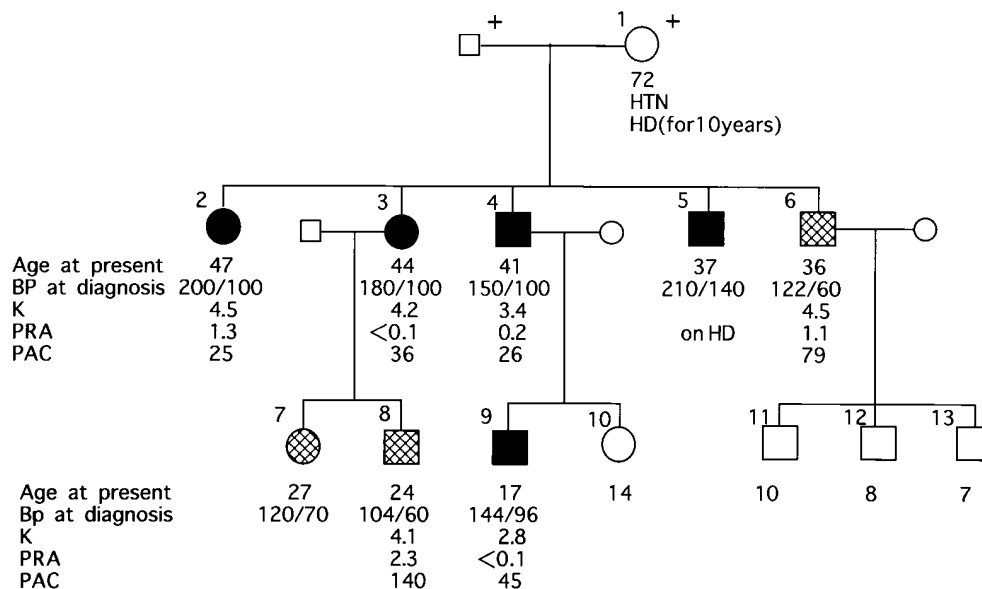 + 1 +
72
HTN
HD(for10years)
2 3 4 5 6
Age at present 47 44 41 37 36
BP at diagnosis 200/100 180/100 150/100 210/140 122/60
K 4.5 4.2 3.4 4.5
PRA 1.3 <0.1 0.2 on HD 1.1
PAC 25 36 26 79
7 8 9 10 11 12 13
Age at present 27 24 17 14 10 8 7
Bp at diagnosis 120/70 104/60 144/96
K 4.1 2.8
PRA 2.3 <0.1
PAC 140 45